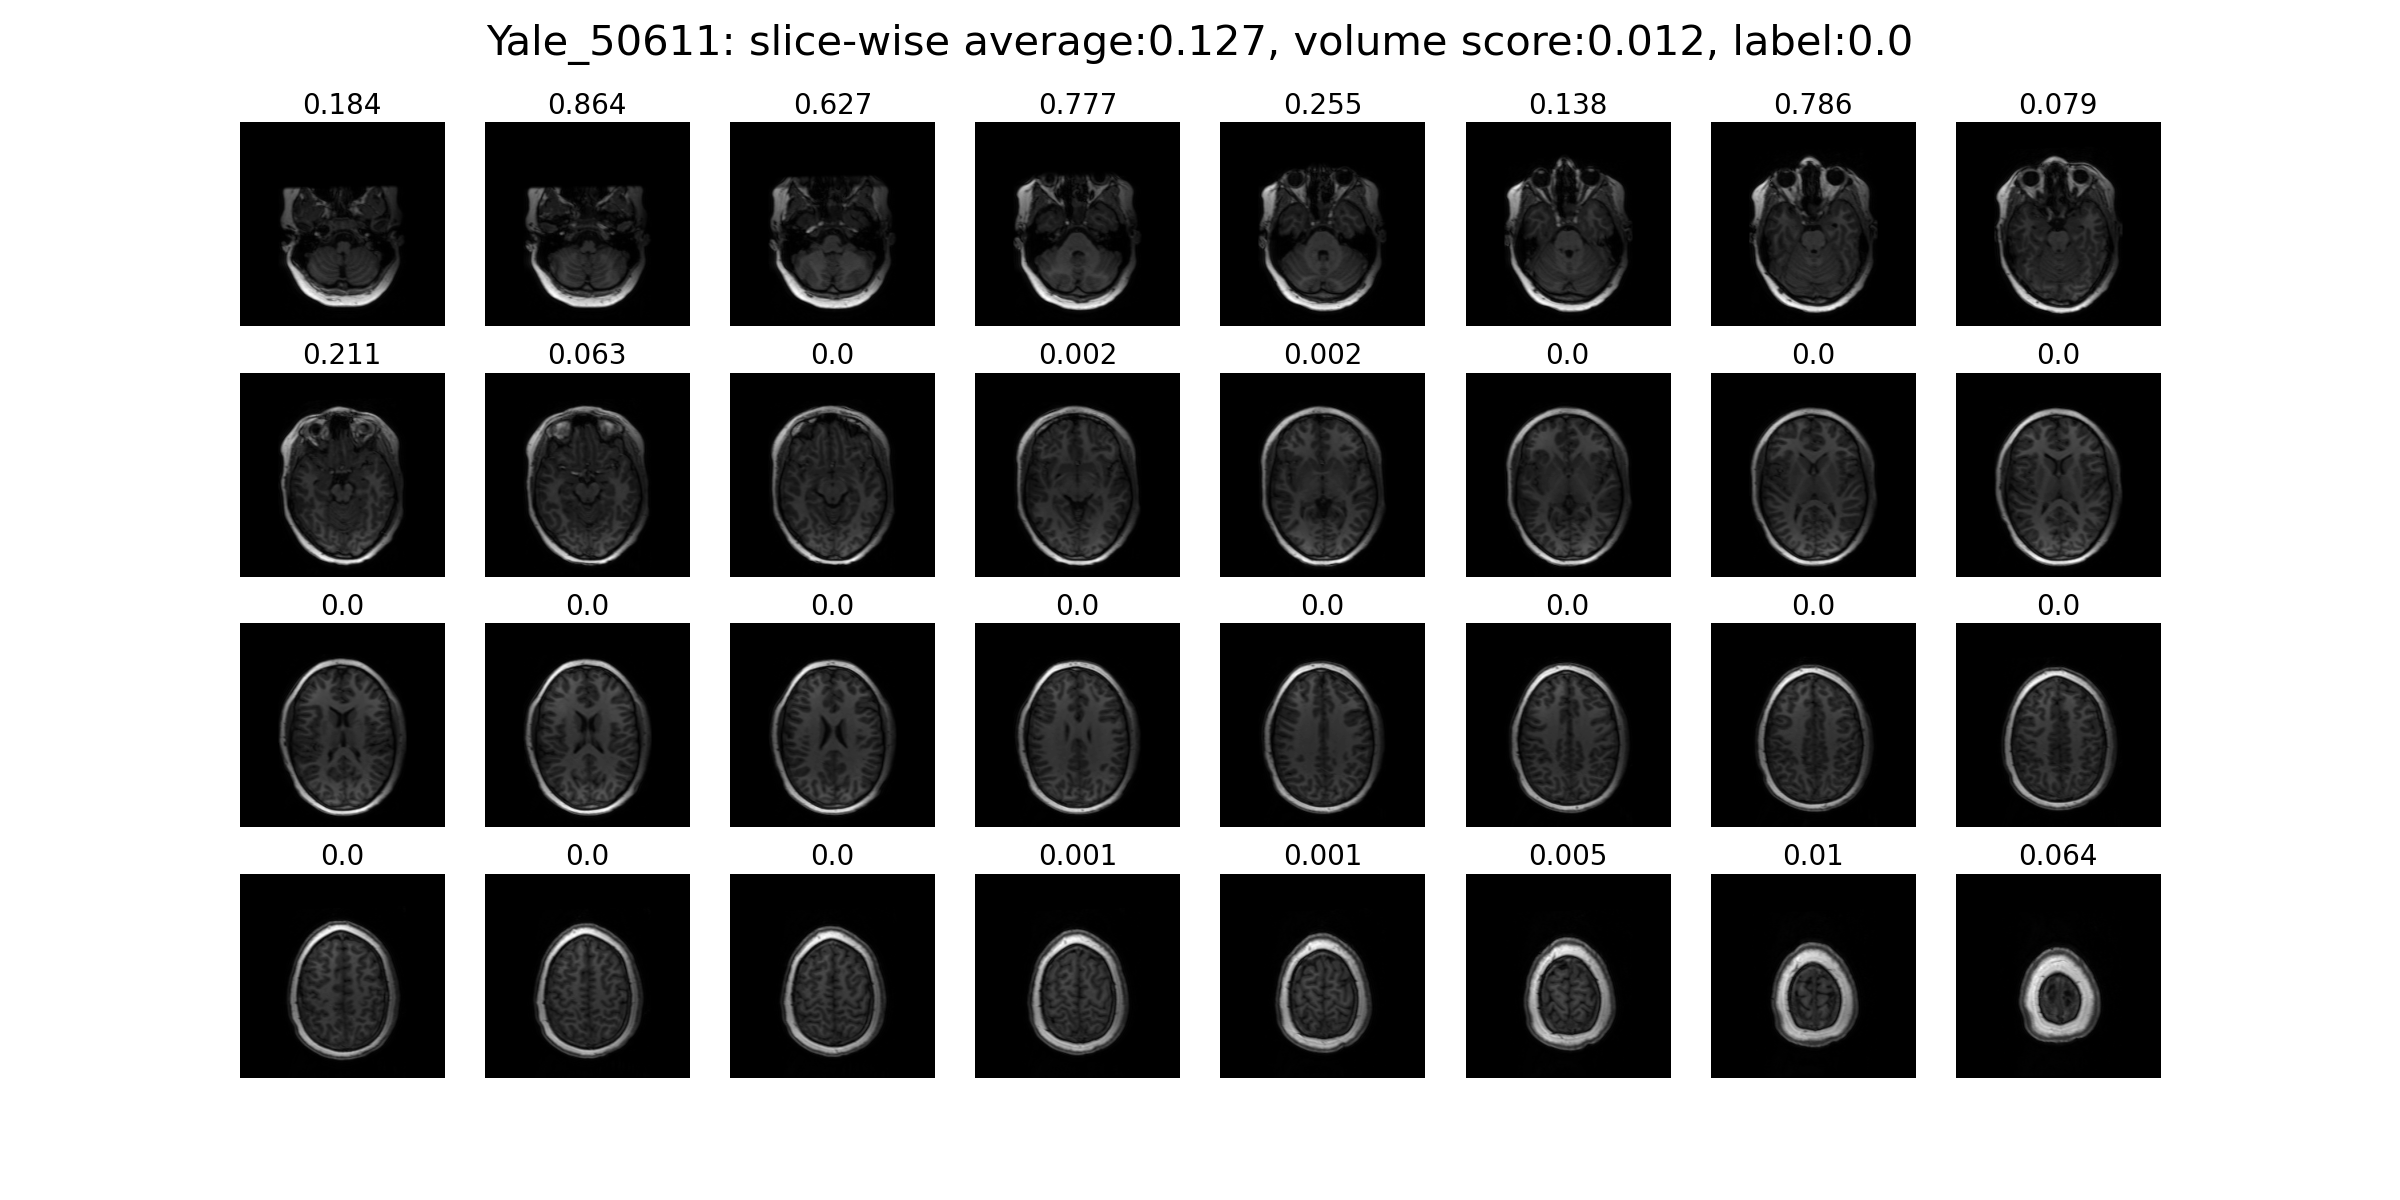 Yale_50611: slice-wise average:0.127, volume score:0.012, label:0.0
0.184 0.864 0.627 0.777 0.255 0.138 0.786 0.079
0.211 0.063 0.0 0.002 0.002 0.0 0.0 0.0
0.0 0.0 0.0 0.0 0.0 0.0 0.0 0.0
0.0 0.0 0.0 0.001 0.001 0.005 0.01 0.064